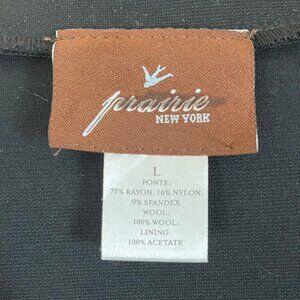 prairie
NEW YORK
L
PONTE:
75% RAYON, 16% NYLON,
9% SPANDEX
WOOL:
100% WOOL
LINING:
100% ACETATE